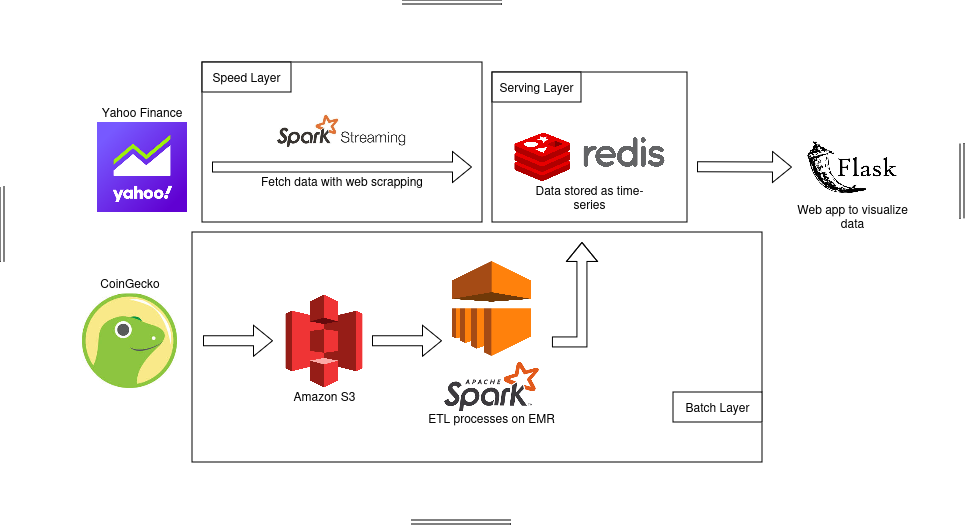 Speed Layer
Serving Layer
Yahoo Finance
yahoo!
Spark Streaming
Fetch data with web scrapping
redis
Data stored as time-
series
Flask
Web app to visualize
data
CoinGecko
Amazon S3
APACHE
Spark
ETL processes on EMR
Batch Layer